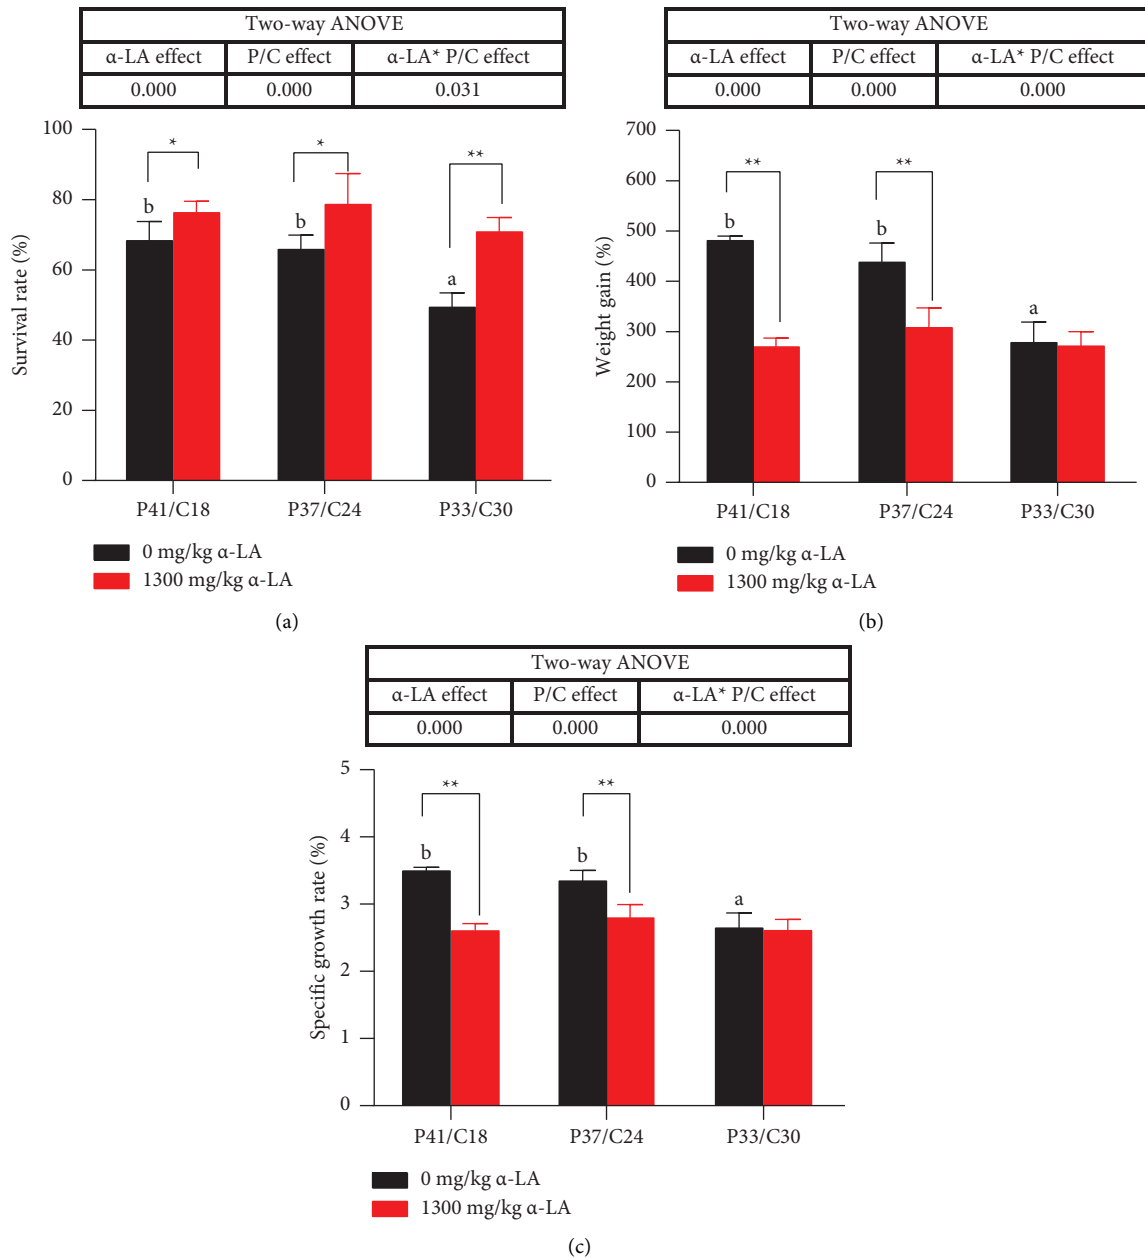 Two-way ANOVE
α-LA effect P/C effect α-LA* P/C effect
0.000 0.000 0.031
100
80
60
40
20
0
Survival rate (%)
*
*
**
b
b
a
P41/C18 P37/C24 P33/C30
0 mg/kg α-LA
1300 mg/kg α-LA
(a)
Two-way ANOVE
α-LA effect P/C effect α-LA* P/C effect
0.000 0.000 0.000
700
600
500
400
300
200
100
0
Weight gain (%)
**
**
b
b
a
P41/C18 P37/C24 P33/C30
0 mg/kg α-LA
1300 mg/kg α-LA
(b)
Two-way ANOVE
α-LA effect P/C effect α-LA* P/C effect
0.000 0.000 0.000
5
4
3
2
1
0
Specific growth rate (%)
**
**
b
b
a
P41/C18 P37/C24 P33/C30
0 mg/kg α-LA
1300 mg/kg α-LA
(c)